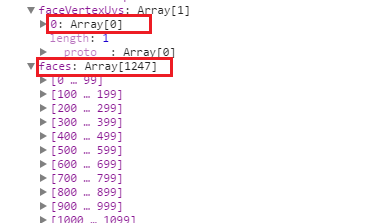 ▼ faceVertexUvs: Array[1]
▶ 0: Array[0]
length: 1
▶ __proto__: Array[0]
▼ faces: Array[1247]
▶ [0 … 99]
▶ [100 … 199]
▶ [200 … 299]
▶ [300 … 399]
▶ [400 … 499]
▶ [500 … 599]
▶ [600 … 699]
▶ [700 … 799]
▶ [800 … 899]
▶ [900 … 999]
▶ [1000 … 1099]